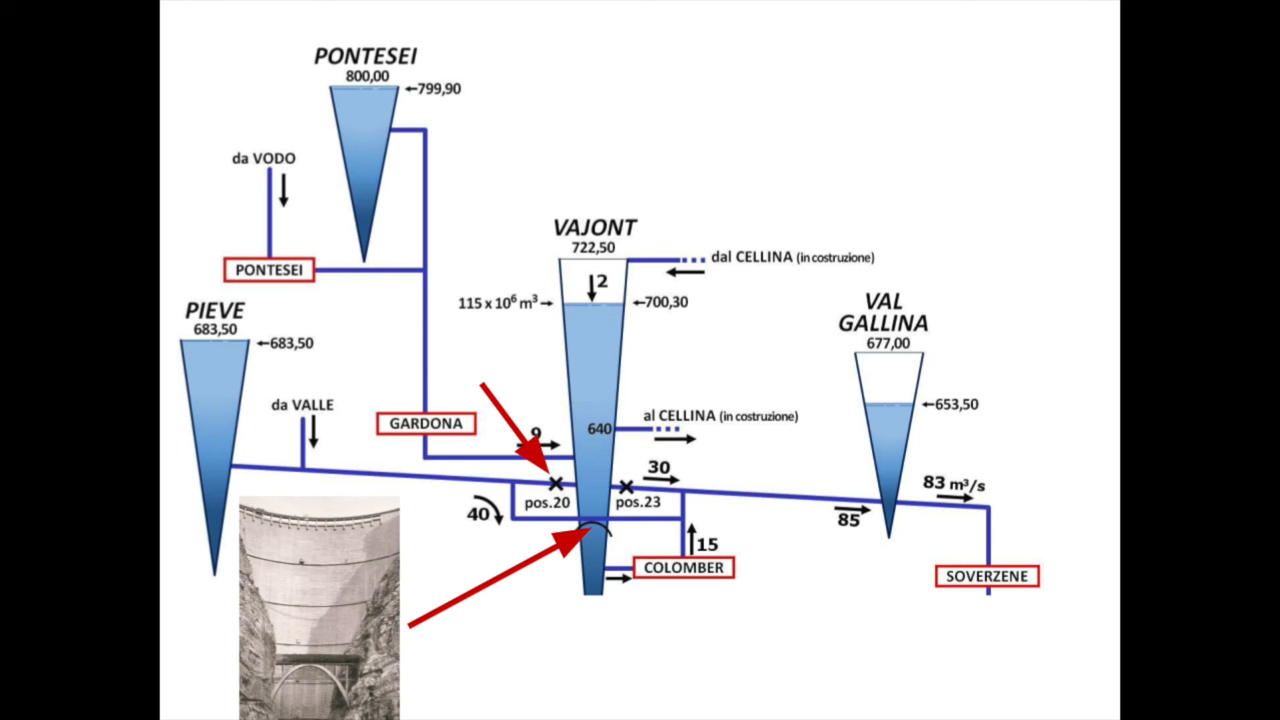 PONTESEI
800,00
←799,90
da VODO
PONTESEI
VAJONT
722,50
dal CELLINA (in costruzione)
2
115 x 10⁶ m³→
←700,30
PIEVE
683,50
←683,50
VAL
GALLINA
677,00
←653,50
da VALLE
GARDONA
al CELLINA (in costruzione)
640
9
30
83 m³/s
pos.20
pos.23
40
85
15
COLOMBER
SOVERZENE